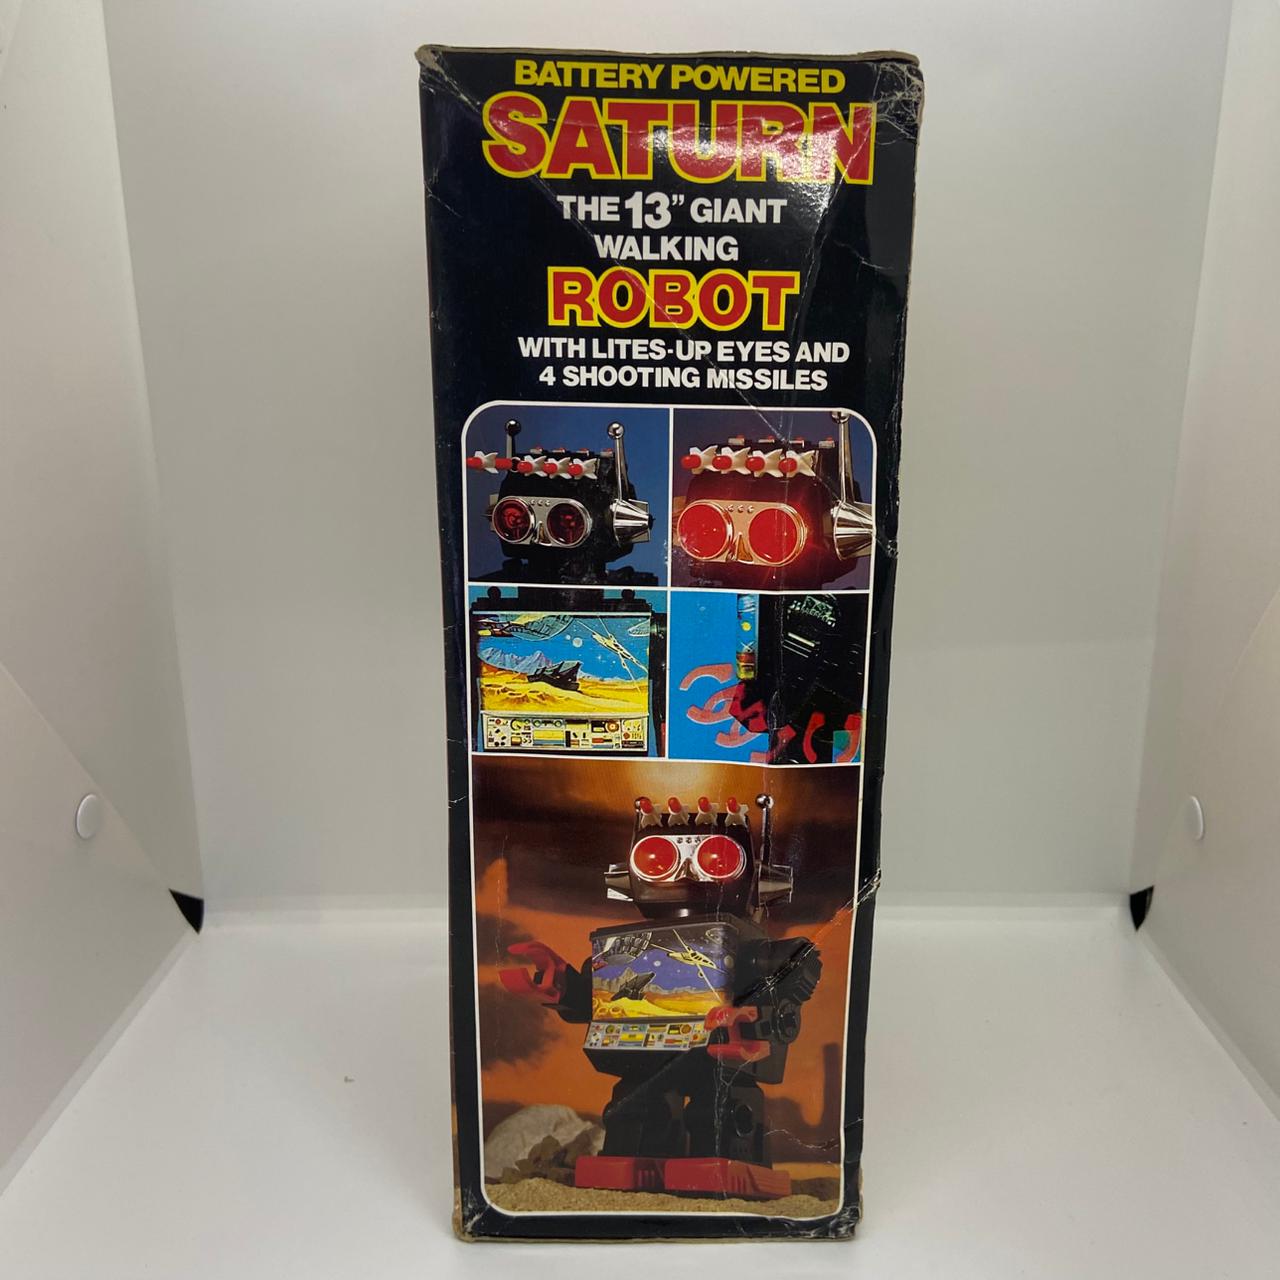 BATTERY POWERED
SATURN
THE 13” GIANT
WALKING
ROBOT
WITH LITES-UP EYES AND
4 SHOOTING MISSILES